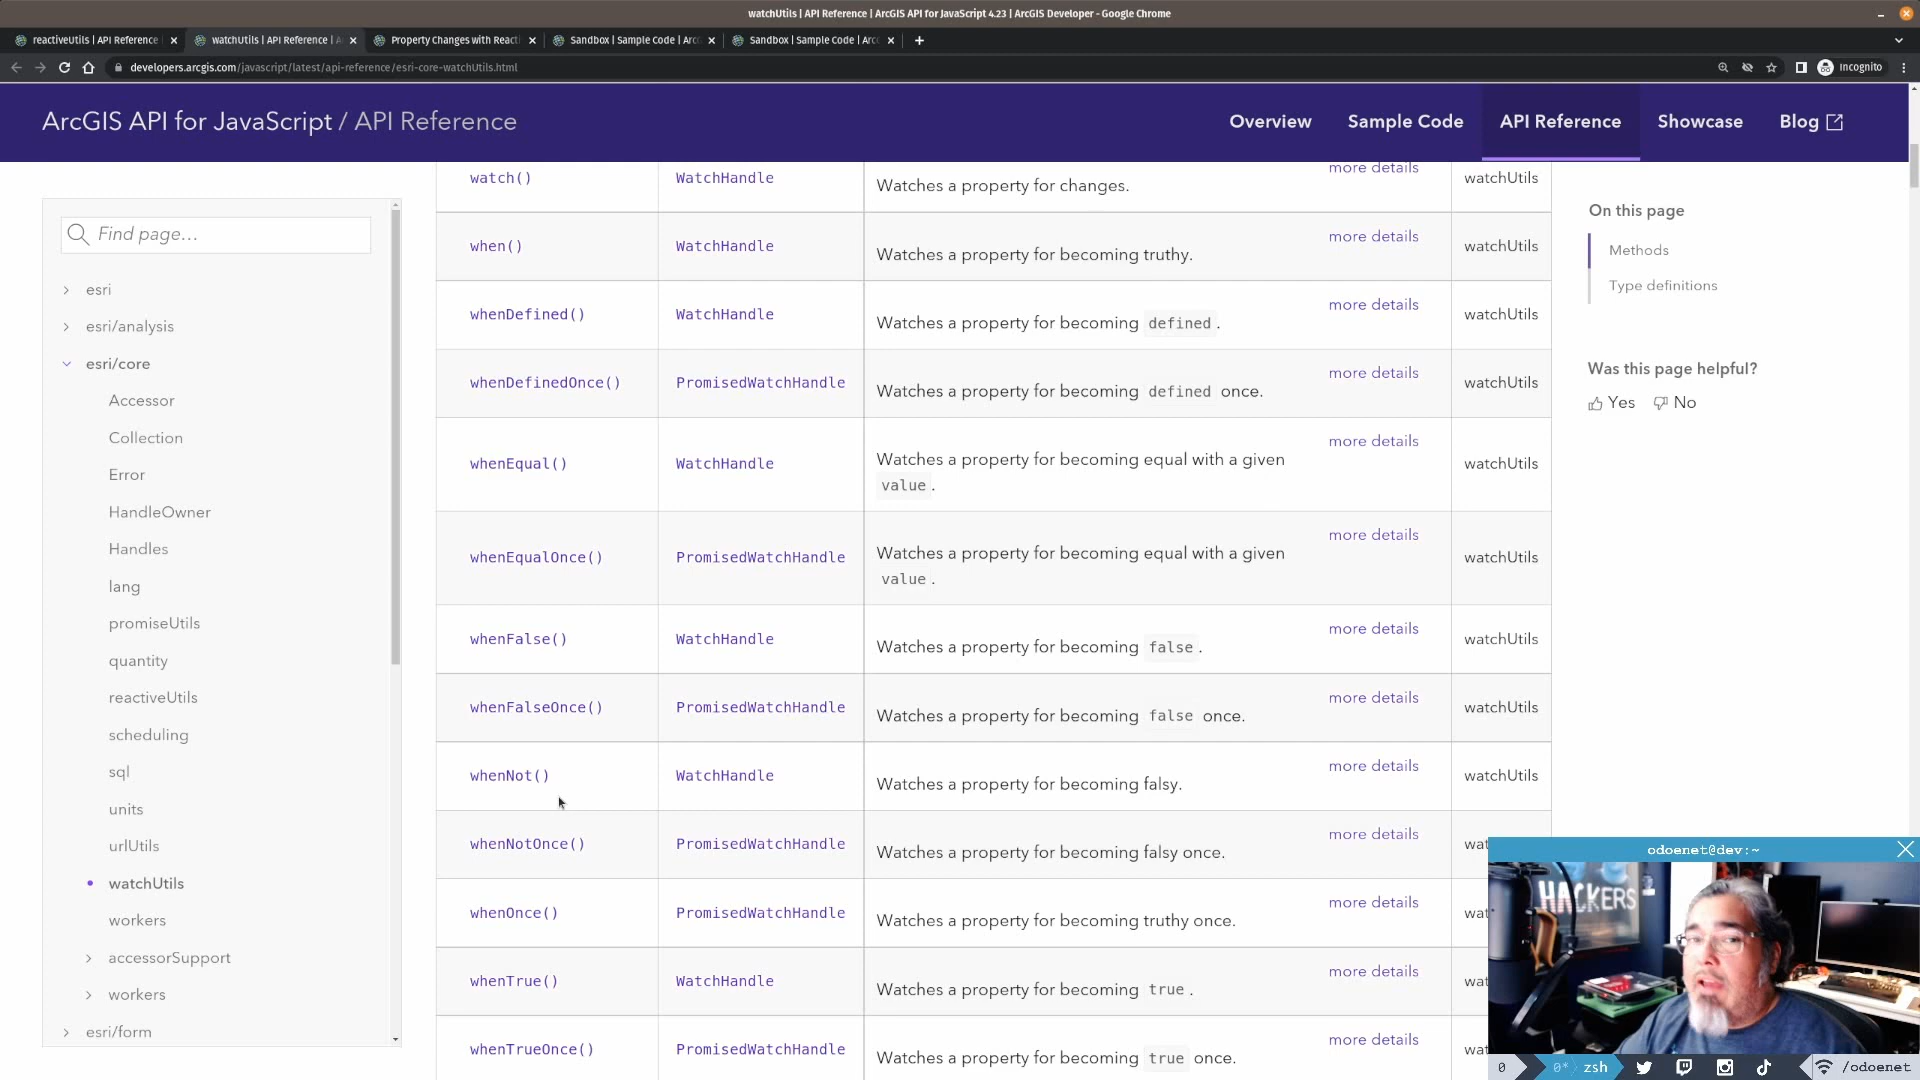 watchUtils | API Reference | ArcGIS API for JavaScript 4.23 | ArcGIS Developer - Google Chrome
reactiveUtils | API Reference
watchUtils | API Reference | A
Property Changes with Reacti
Sandbox | Sample Code | Arc
Sandbox | Sample Code | Arc
developers.arcgis.com/javascript/latest/api-reference/esri-core-watchUtils.html
Incognito
ArcGIS API for JavaScript / API Reference
Overview
Sample Code
API Reference
Showcase
Blog
Find page...
esri
esri/analysis
esri/core
Accessor
Collection
Error
HandleOwner
Handles
lang
promiseUtils
quantity
reactiveUtils
scheduling
sql
units
urlUtils
watchUtils
workers
accessorSupport
workers
esri/form
watch() WatchHandle Watches a property for changes. more details watchUtils
when() WatchHandle Watches a property for becoming truthy. more details watchUtils
whenDefined() WatchHandle Watches a property for becoming defined. more details watchUtils
whenDefinedOnce() PromisedWatchHandle Watches a property for becoming defined once. more details watchUtils
whenEqual() WatchHandle Watches a property for becoming equal with a given more details watchUtils
value.
whenEqualOnce() PromisedWatchHandle Watches a property for becoming equal with a given more details watchUtils
value.
whenFalse() WatchHandle Watches a property for becoming false. more details watchUtils
whenFalseOnce() PromisedWatchHandle Watches a property for becoming false once. more details watchUtils
whenNot() WatchHandle Watches a property for becoming falsy. more details watchUtils
whenNotOnce() PromisedWatchHandle Watches a property for becoming falsy once. more details wat
whenOnce() PromisedWatchHandle Watches a property for becoming truthy once. more details wat
whenTrue() WatchHandle Watches a property for becoming true. more details wat
whenTrueOnce() PromisedWatchHandle Watches a property for becoming true once. more details wat
On this page
Methods
Type definitions
Was this page helpful?
Yes No
odoenet@dev:~
HACKERS
0 0* zsh /odoenet